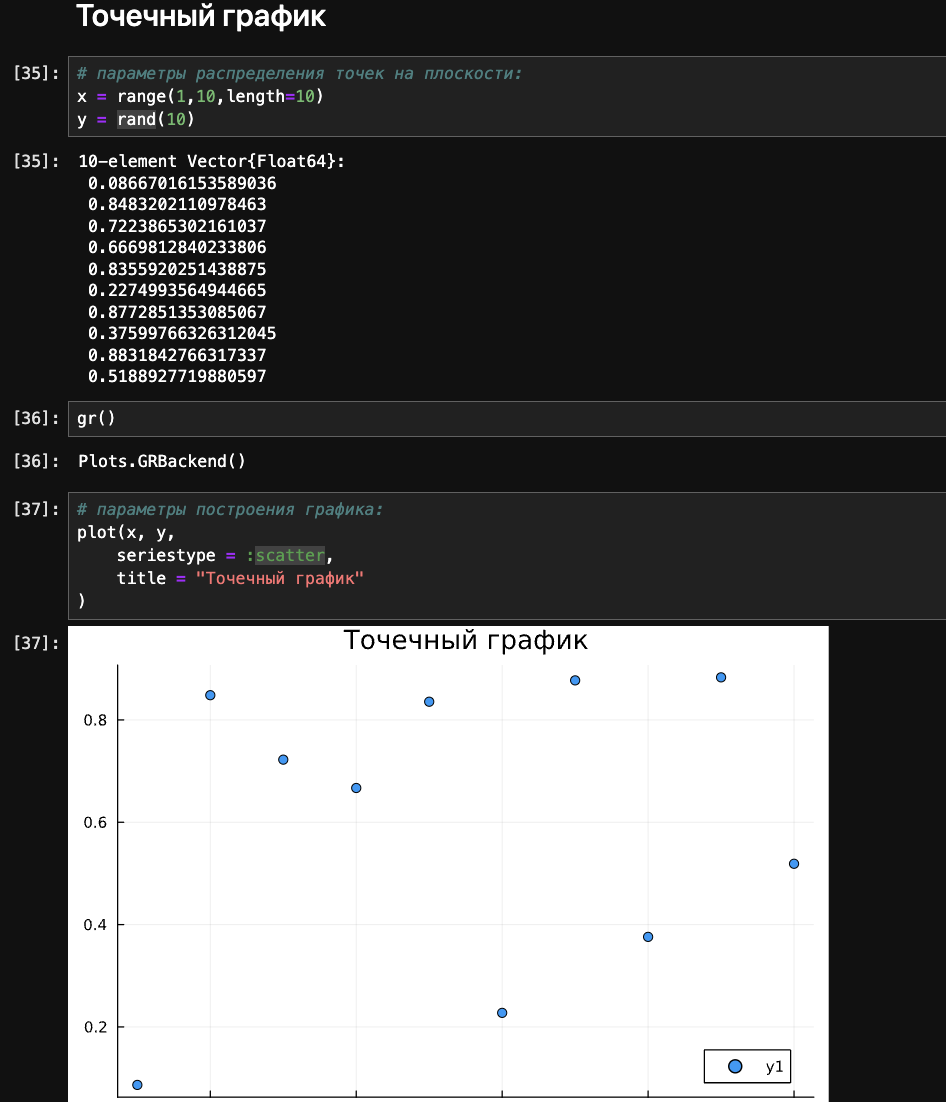 Точечный график
[35]: # параметры распределения точек на плоскости:
x = range(1,10,length=10)
y = rand(10)
[35]: 10-element Vector{Float64}:
0.08667016153589036
0.8483202110978463
0.7223865302161037
0.6669812840233806
0.8355920251438875
0.2274993564944665
0.8772851353085067
0.37599766326312045
0.8831842766317337
0.5188927719880597
[36]: gr()
[36]: Plots.GRBackend()
[37]: # параметры построения графика:
plot(x, y,
seriestype = :scatter,
title = "Точечный график"
)
[37]:
Точечный график
0.8
0.6
0.4
0.2
y1